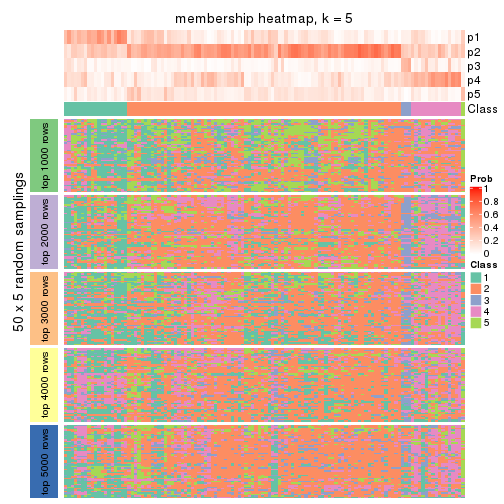 membership heatmap, k = 5
p1
p2
p3
p4
p5
Class
50 x 5 random samplings
top 1000 rows
top 2000 rows
top 3000 rows
top 4000 rows
top 5000 rows
Prob
1
0.8
0.6
0.4
0.2
0
Class
1
2
3
4
5